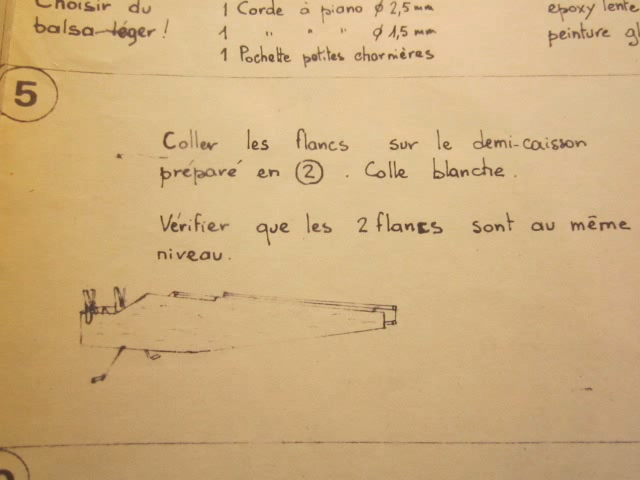 Choisir du
balsa léger !
1 Corde à piano ø 2,5 mm
1 " " " ø 1,5 mm
1 Pochette petites charnières
epoxy lente
peinture gl
5
Coller les flancs sur le demi-caisson
préparé en 2 . Colle blanche.
Vérifier que les 2 flancs sont au même
niveau.